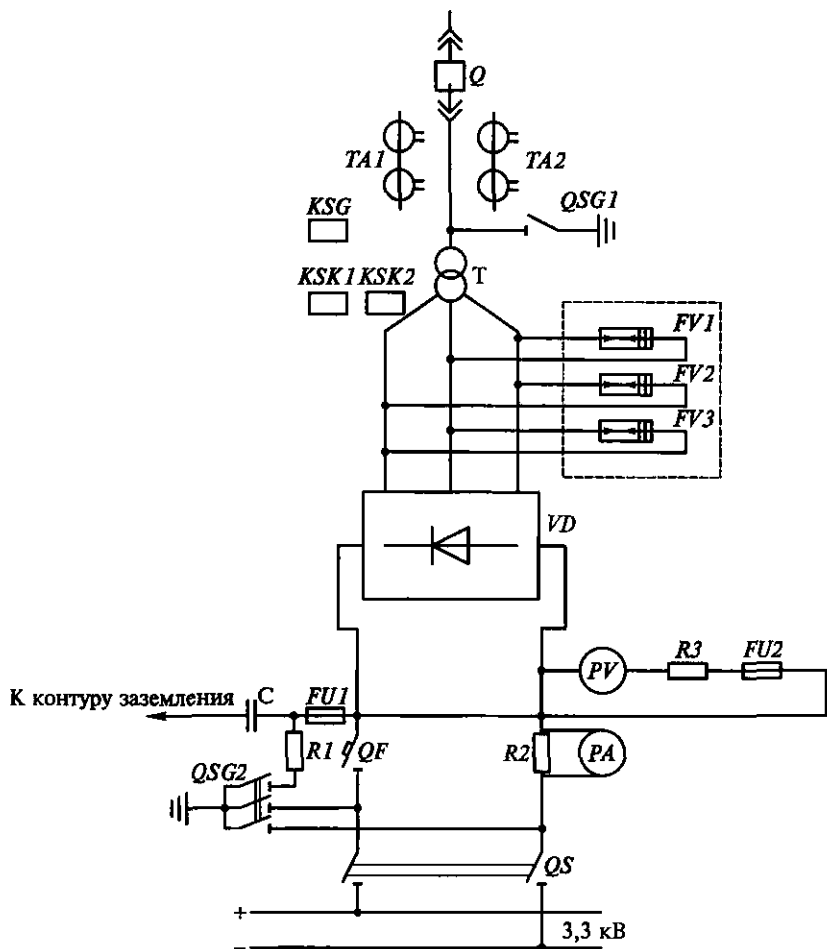 Q
TA1
TA2
KSG
QSG1
T
KSK1 KSK2
FV1
FV2
FV3
VD
PV
R3
FU2
К контуру заземления
C
FU1
R1
QF
R2
PA
QSG2
QS
+
3,3 кВ
−